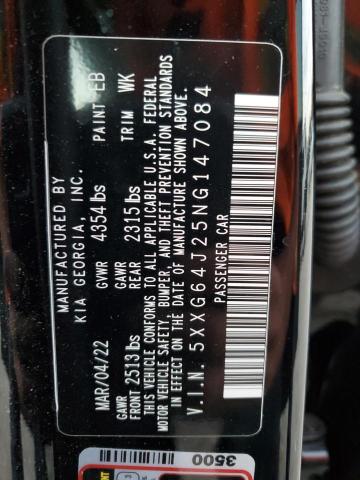 MANUFACTURED BY
KIA GEORGIA, INC.
MAR/04/22 GVWR 4354 lbs PAINT EB
GAWR GAWR
FRONT 2513 lbs REAR 2315 lbs TRIM WK
THIS VEHICLE CONFORMS TO ALL APPLICABLE U.S.A. FEDERAL
MOTOR VEHICLE SAFETY, BUMPER, AND THEFT PREVENTION STANDARDS
IN EFFECT ON THE DATE OF MANUFACTURE SHOWN ABOVE.
V.I.N. 5XXG64J25NG147084
PASSENGER CAR
3500